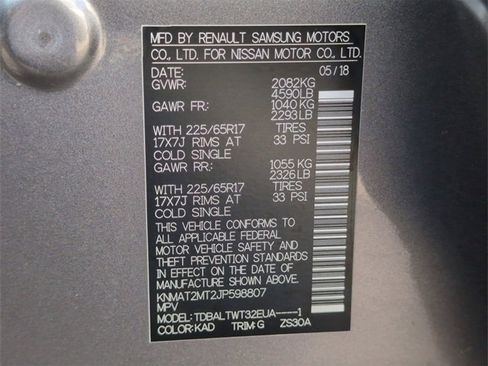 MFD BY RENAULT SAMSUNG MOTORS
CO., LTD. FOR NISSAN MOTOR CO., LTD.
DATE: 05/18
GVWR: 2082KG
4590LB
GAWR FR: 1040 KG
2293 LB
WITH 225/65R17 TIRES
17X7J RIMS AT 33 PSI
COLD SINGLE
GAWR RR: 1055 KG
2326 LB
WITH 225/65R17 TIRES
17X7J RIMS AT 33 PSI
COLD SINGLE
THIS VEHICLE CONFORMS TO
ALL APPLICABLE FEDERAL
MOTOR VEHICLE SAFETY AND
THEFT PREVENTION STANDARDS
IN EFFECT ON THE DATE OF
MANUFACTURE SHOWN ABOVE.
KNMAT2MT2JP598807
MPV
MODEL: TDBALTWT32EUA-----1
COLOR: KAD TRIM: G ZS30A